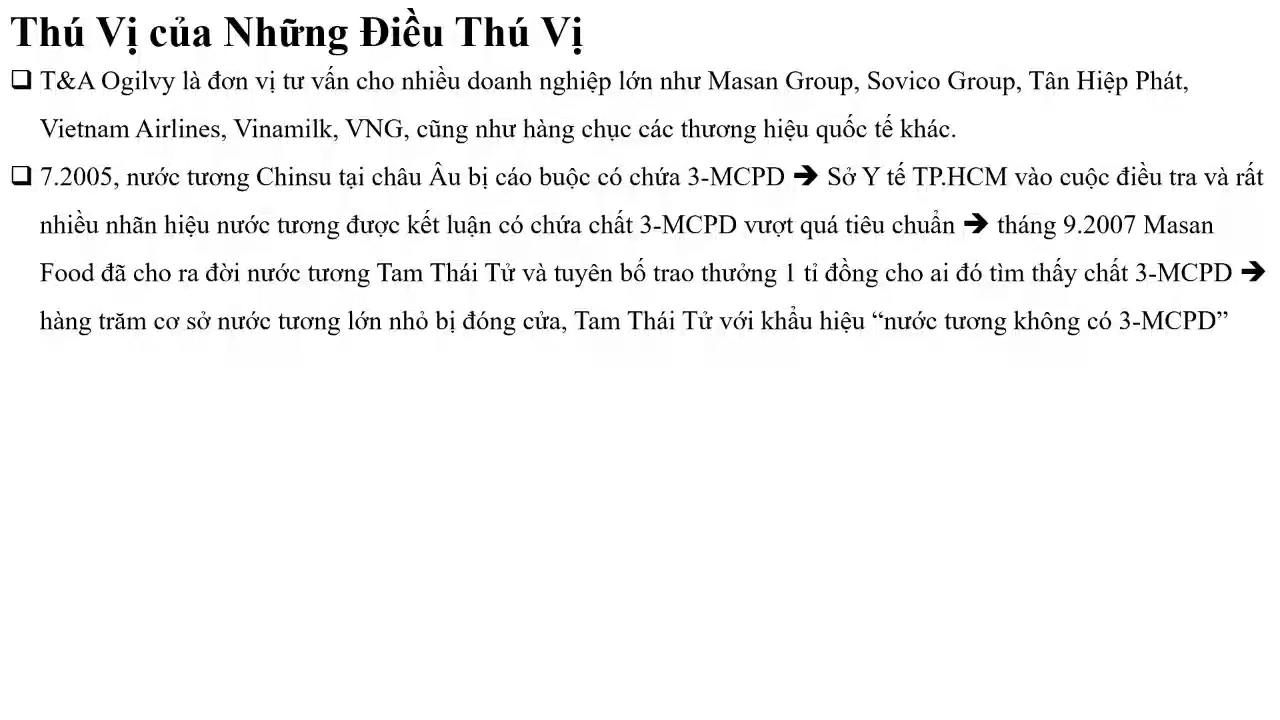 Thú Vị của Những Điều Thú Vị
❑ T&A Ogilvy là đơn vị tư vấn cho nhiều doanh nghiệp lớn như Masan Group, Sovico Group, Tân Hiệp Phát,
Vietnam Airlines, Vinamilk, VNG, cũng như hàng chục các thương hiệu quốc tế khác.
❑ 7.2005, nước tương Chinsu tại châu Âu bị cáo buộc có chứa 3-MCPD ➔ Sở Y tế TP.HCM vào cuộc điều tra và rất
nhiều nhãn hiệu nước tương được kết luận có chứa chất 3-MCPD vượt quá tiêu chuẩn ➔ tháng 9.2007 Masan
Food đã cho ra đời nước tương Tam Thái Tử và tuyên bố trao thưởng 1 tỉ đồng cho ai đó tìm thấy chất 3-MCPD ➔
hàng trăm cơ sở nước tương lớn nhỏ bị đóng cửa, Tam Thái Tử với khẩu hiệu “nước tương không có 3-MCPD”